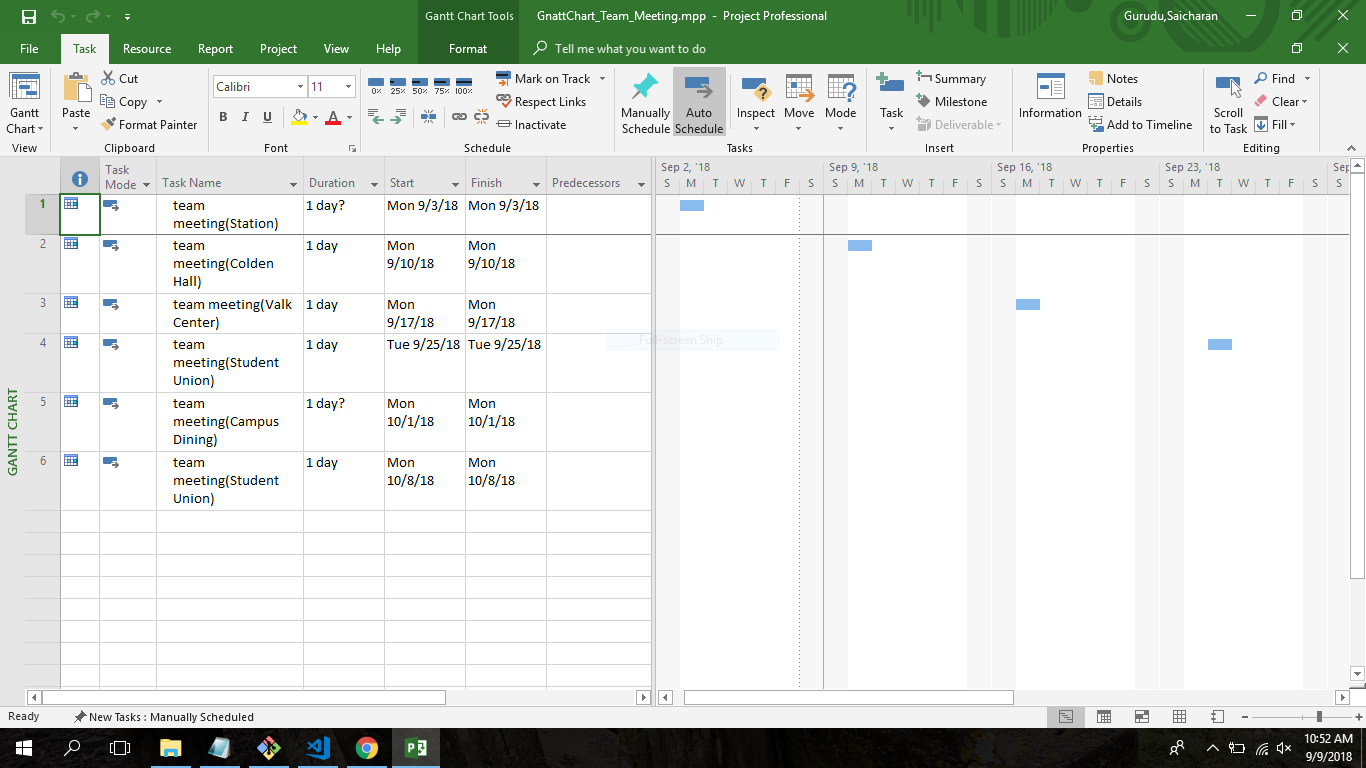 Gantt Chart Tools
GnattChart_Team_Meeting.mpp - Project Professional
Gurudu,Saicharan
File Task Resource Report Project View Help Format Tell me what you want to do
Gantt Chart
View
Paste
Cut
Copy
Format Painter
Clipboard
Calibri 11
B I U A
Font
0% 25% 50% 75% 100%
Mark on Track
Respect Links
Inactivate
Schedule
Manually Schedule
Auto Schedule
Inspect
Move
Mode
Tasks
Task
Summary
Milestone
Deliverable
Insert
Information
Notes
Details
Add to Timeline
Properties
Scroll to Task
Find
Clear
Fill
Editing
GANTT CHART
Task Mode Task Name Duration Start Finish Predecessors
Sep 2, '18 Sep 9, '18 Sep 16, '18 Sep 23, '18 Sep
S M T W T F S S M T W T F S S M T W T F S S M T W T F S S
1 team meeting(Station) 1 day? Mon 9/3/18 Mon 9/3/18
2 team meeting(Colden Hall) 1 day Mon 9/10/18 Mon 9/10/18
3 team meeting(Valk Center) 1 day Mon 9/17/18 Mon 9/17/18
Full-screen Snip
4 team meeting(Student Union) 1 day Tue 9/25/18 Tue 9/25/18
5 team meeting(Campus Dining) 1 day? Mon 10/1/18 Mon 10/1/18
6 team meeting(Student Union) 1 day Mon 10/8/18 Mon 10/8/18
Ready New Tasks : Manually Scheduled
10:52 AM
9/9/2018